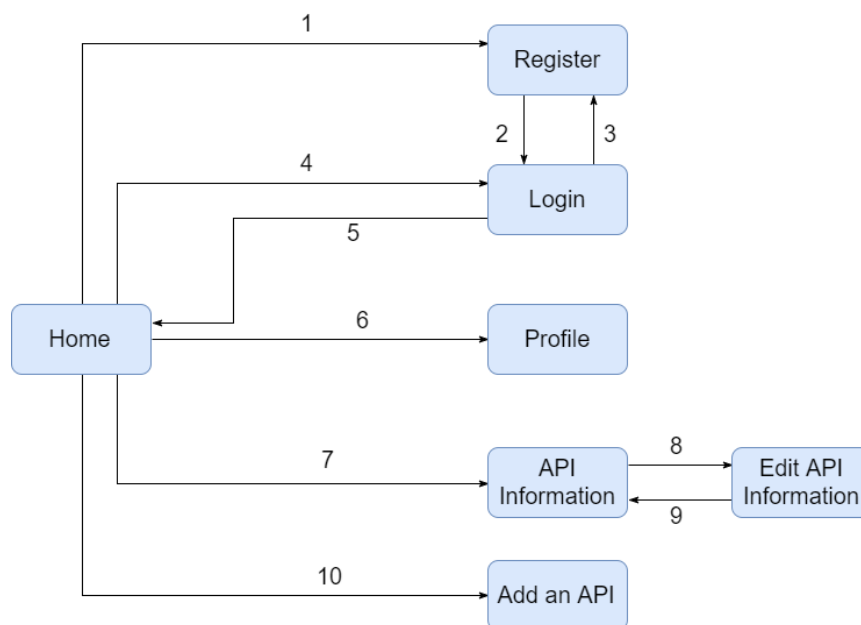 1
Register
2
3
4
Login
5
Home
6
Profile
7
API
Information
8
Edit API
Information
9
10
Add an API